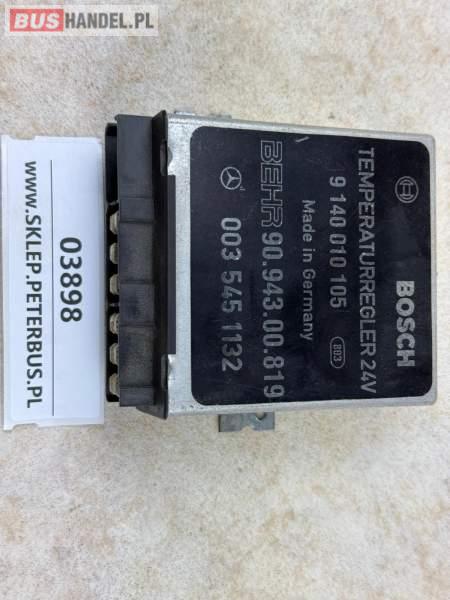 BUSHANDEL.PL
03898
WWW.SKLEP.PETERBUS.PL
BOSCH
TEMPERATURREGLER 24V
9 140 010 105
883
Made in Germany
BEHR 90.943.00.819
003 545 1132